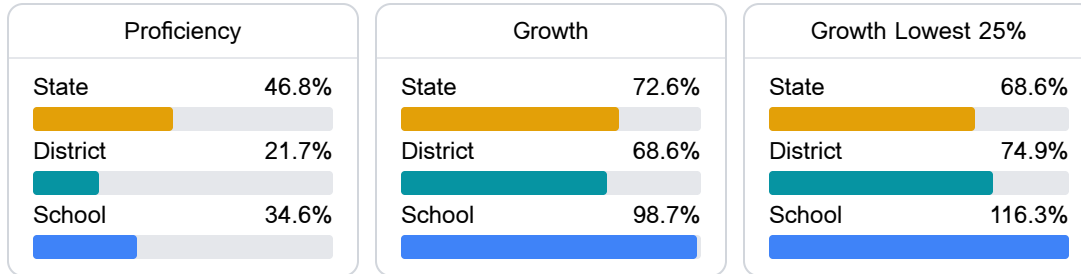 Proficiency
State 46.8%
District 21.7%
School 34.6%
Growth
State 72.6%
District 68.6%
School 98.7%
Growth Lowest 25%
State 68.6%
District 74.9%
School 116.3%